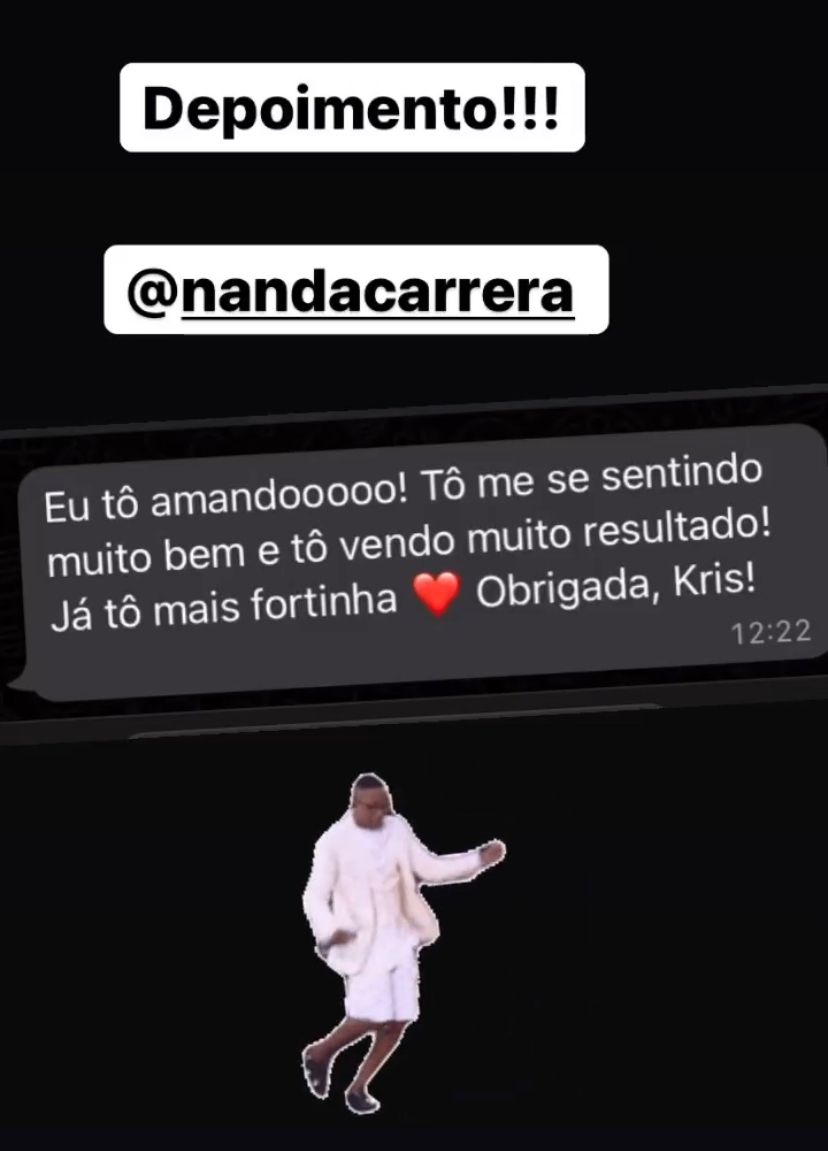 Depoimento!!!
@nandacarrera
Eu tô amandooooo! Tô me se sentindo
muito bem e tô vendo muito resultado!
Já tô mais fortinha ❤️ Obrigada, Kris!
12:22